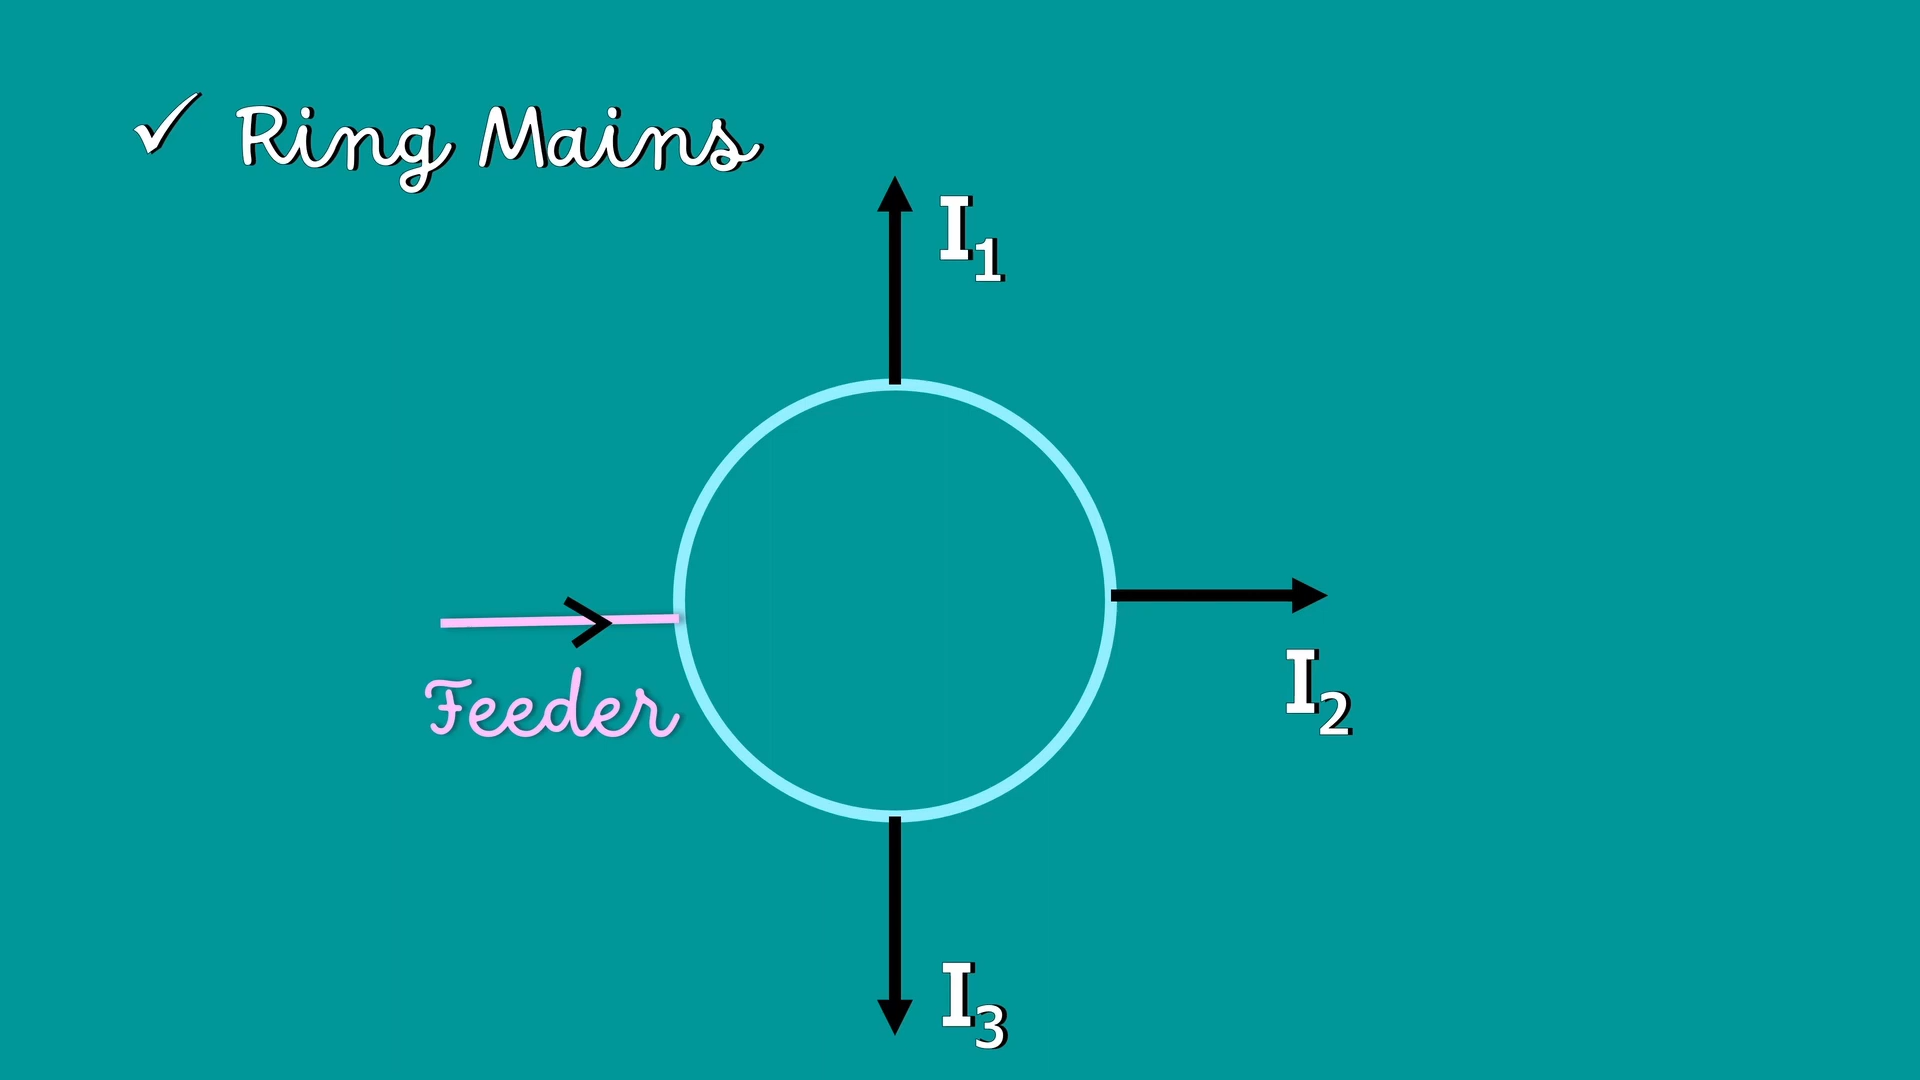 ✓ Ring Mains
I₁
Feeder
I₂
I₃